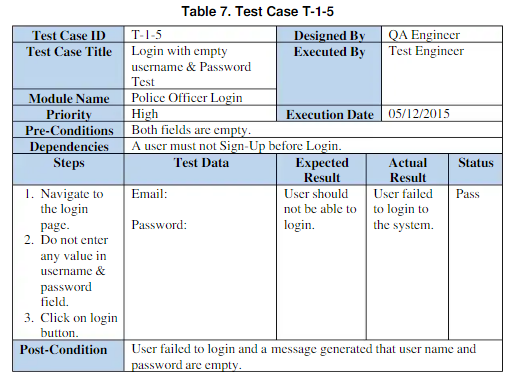 Table 7. Test Case T-1-5
Test Case ID T-1-5 Designed By QA Engineer
Test Case Title Login with empty username & Password Test Executed By Test Engineer
Module Name Police Officer Login
Priority High Execution Date 05/12/2015
Pre-Conditions Both fields are empty.
Dependencies A user must not Sign-Up before Login.
Steps Test Data Expected Result Actual Result Status
1. Navigate to
the login
page.
2. Do not enter
any value in
username &
password
field.
3. Click on login
button.
Email:
Password:
User should
not be able to
login.
User failed
to login to
the system.
Pass
Post-Condition User failed to login and a message generated that user name and
password are empty.